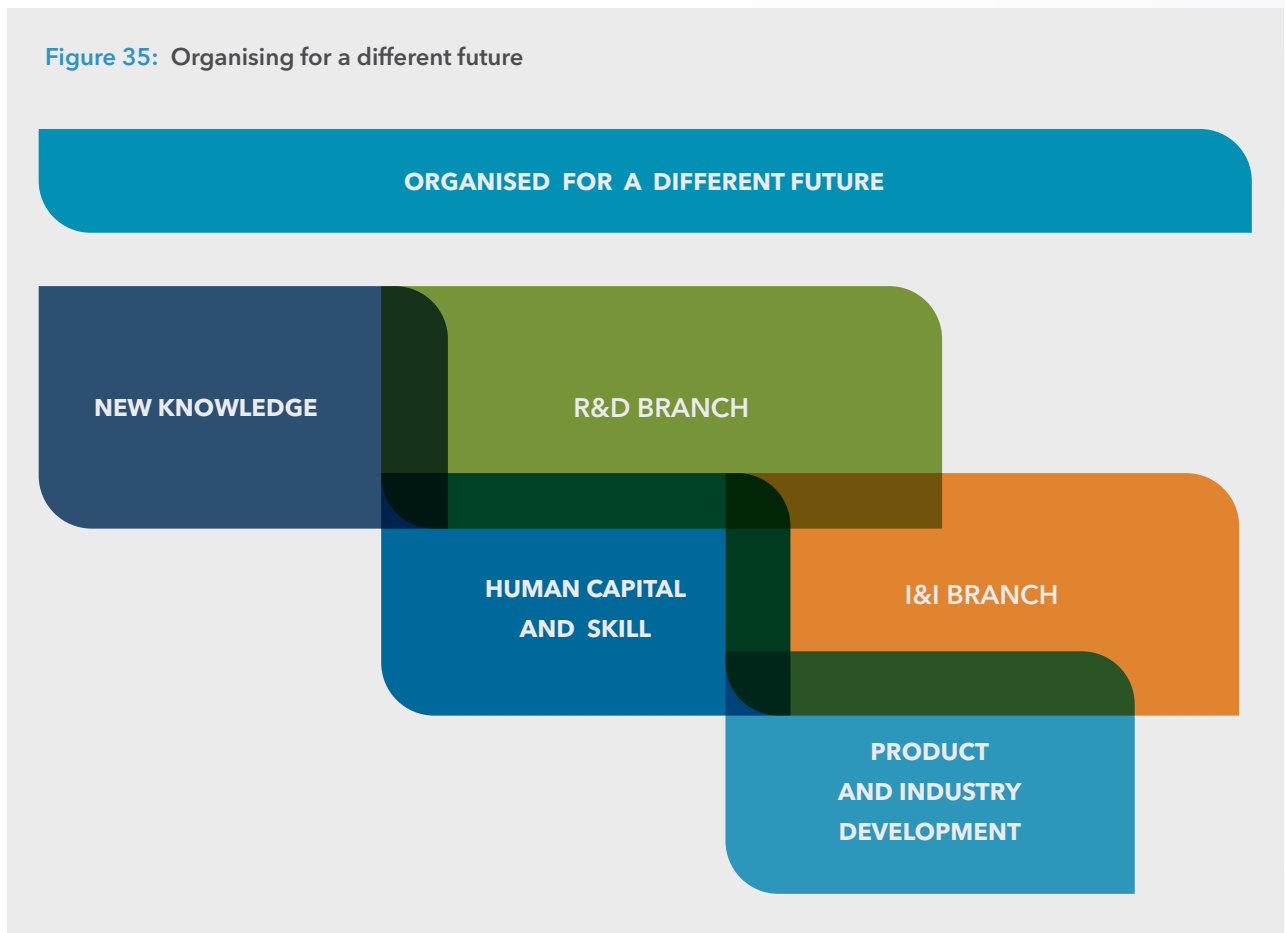 Figure 35: Organising for a different future
ORGANISED FOR A DIFFERENT FUTURE
NEW KNOWLEDGE
R&D BRANCH
HUMAN CAPITAL
AND SKILL
I&I BRANCH
PRODUCT
AND INDUSTRY
DEVELOPMENT